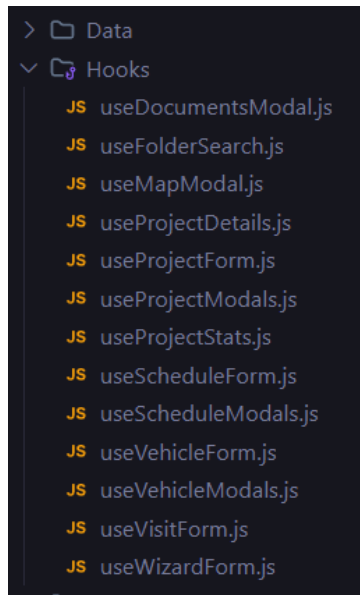 Data
Hooks
JS useDocumentsModal.js
JS useFolderSearch.js
JS useMapModal.js
JS useProjectDetails.js
JS useProjectForm.js
JS useProjectModals.js
JS useProjectStats.js
JS useScheduleForm.js
JS useScheduleModals.js
JS useVehicleForm.js
JS useVehicleModals.js
JS useVisitForm.js
JS useWizardForm.js